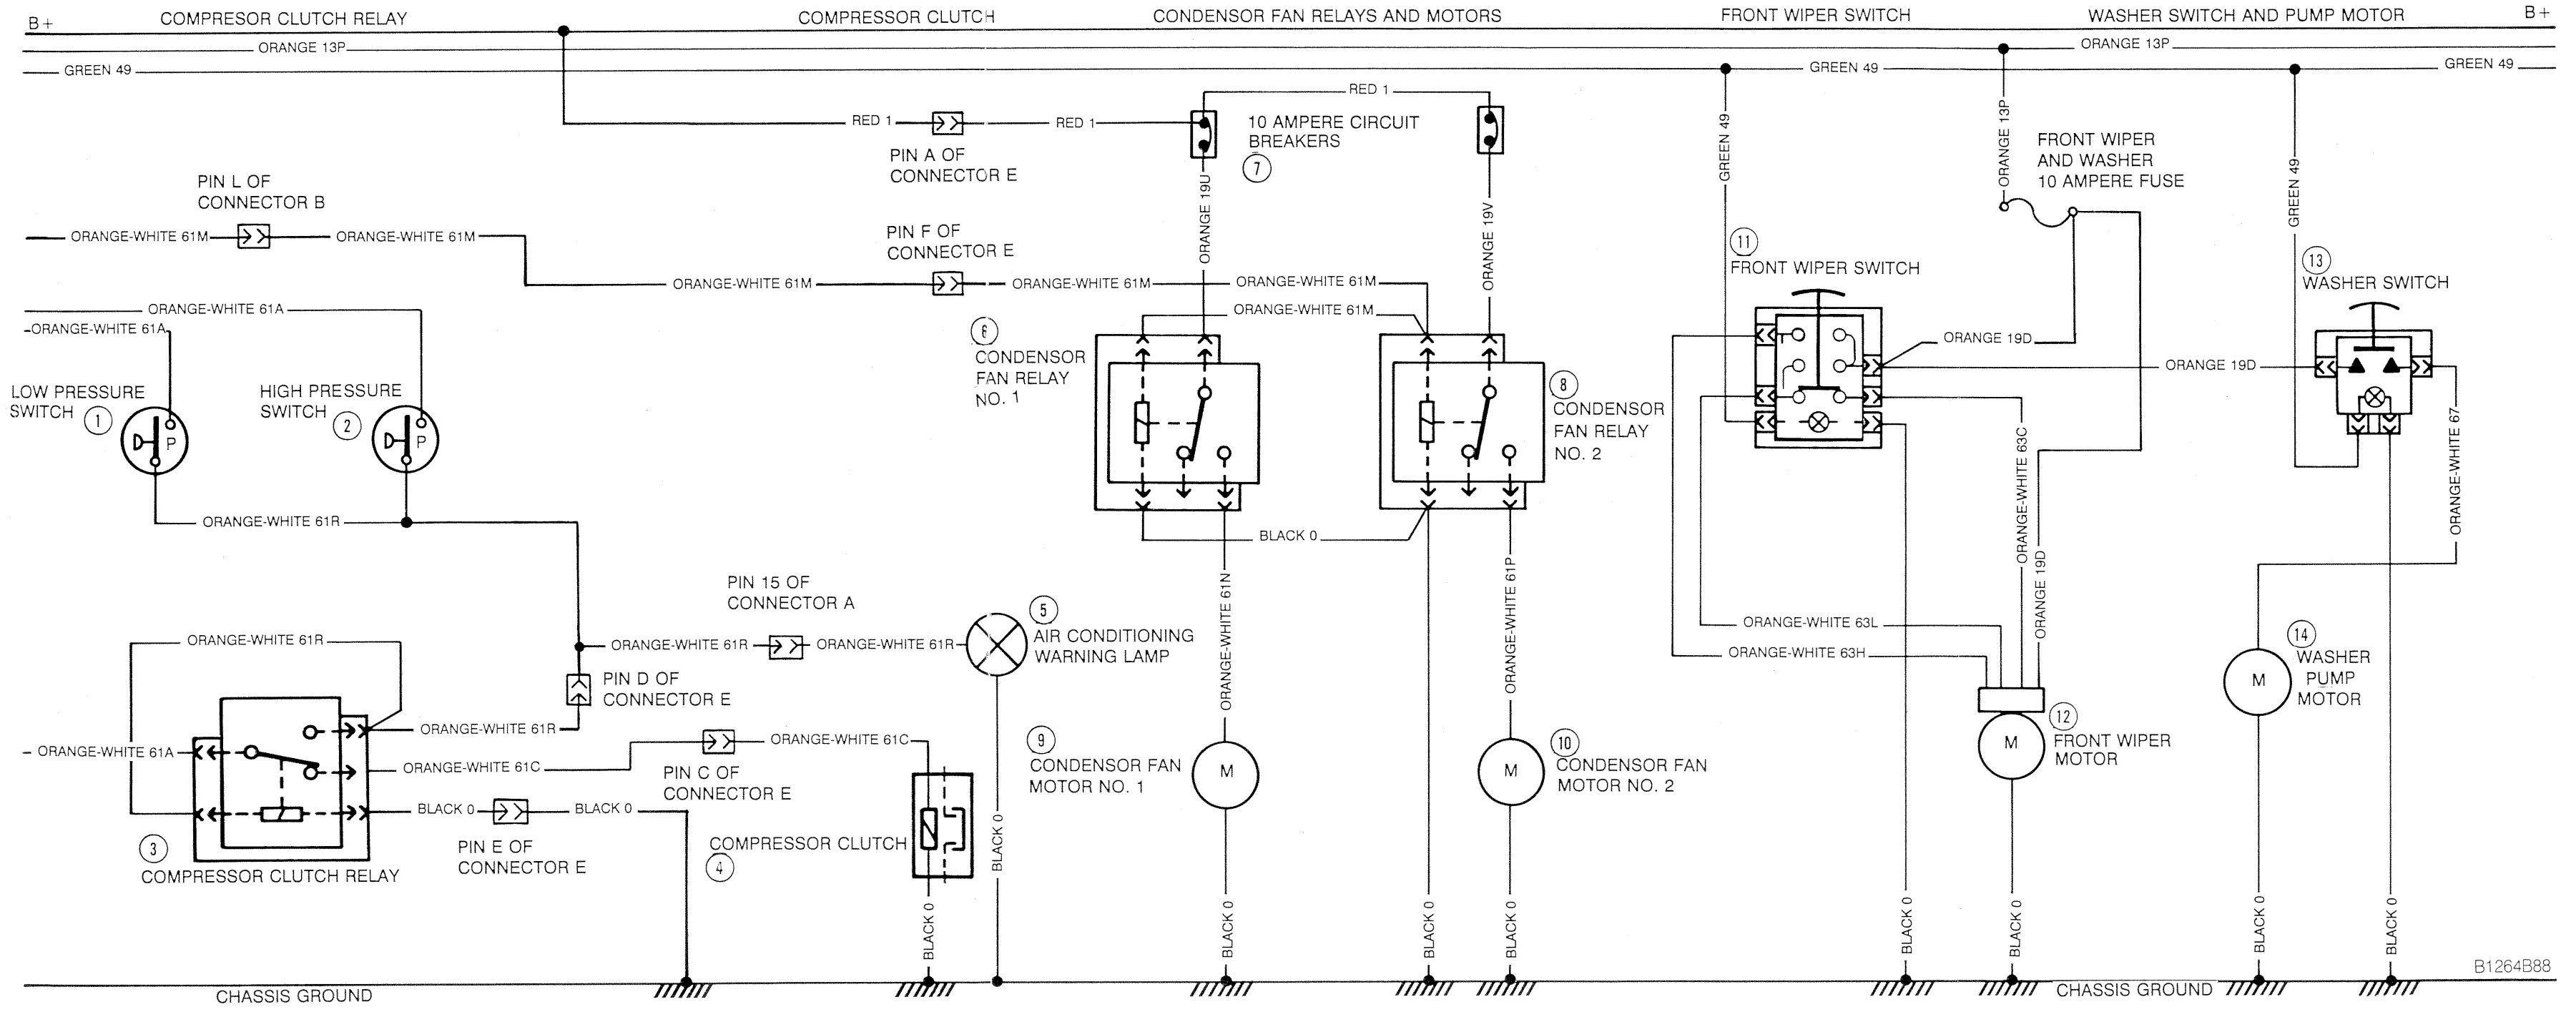 B+ COMPRESOR CLUTCH RELAY COMPRESSOR CLUTCH CONDENSOR FAN RELAYS AND MOTORS FRONT WIPER SWITCH WASHER SWITCH AND PUMP MOTOR B+
ORANGE 13P ORANGE 13P
GREEN 49 GREEN 49 GREEN 49
RED 1
RED 1 RED 1
10 AMPERE CIRCUIT
BREAKERS
7
PIN A OF
CONNECTOR E
GREEN 49
ORANGE 13P
FRONT WIPER
AND WASHER
10 AMPERE FUSE
GREEN 49
PIN L OF
CONNECTOR B
ORANGE-WHITE 61M ORANGE-WHITE 61M
PIN F OF
CONNECTOR E
ORANGE 19U
ORANGE 19V
ORANGE-WHITE 61M ORANGE-WHITE 61M ORANGE-WHITE 61M
ORANGE-WHITE 61M
11
FRONT WIPER SWITCH
13
WASHER SWITCH
ORANGE-WHITE 61A
ORANGE-WHITE 61A
6
CONDENSOR
FAN RELAY
NO. 1
8
CONDENSOR
FAN RELAY
NO. 2
ORANGE 19D
ORANGE 19D
LOW PRESSURE
SWITCH 1
HIGH PRESSURE
SWITCH 2
P
P
ORANGE-WHITE 63C
ORANGE-WHITE 67
ORANGE-WHITE 61R
BLACK 0
ORANGE 19D
PIN 15 OF
CONNECTOR A
ORANGE-WHITE 61N
ORANGE-WHITE 61P
5
AIR CONDITIONING
WARNING LAMP
ORANGE-WHITE 61R
ORANGE-WHITE 61R ORANGE-WHITE 61R
ORANGE-WHITE 63L
ORANGE-WHITE 63H
14
WASHER
PUMP
MOTOR
M
PIN D OF
CONNECTOR E
ORANGE-WHITE 61R
ORANGE-WHITE 61A
ORANGE-WHITE 61C
ORANGE-WHITE 61C
PIN C OF
CONNECTOR E
9
CONDENSOR FAN
MOTOR NO. 1
M
10
CONDENSOR FAN
MOTOR NO. 2
M
12
FRONT WIPER
MOTOR
M
BLACK 0 BLACK 0
PIN E OF
CONNECTOR E
3
COMPRESSOR CLUTCH RELAY
COMPRESSOR CLUTCH
4
BLACK 0
BLACK 0
BLACK 0
BLACK 0
BLACK 0
BLACK 0
BLACK 0
BLACK 0
BLACK 0
B1264B88
CHASSIS GROUND CHASSIS GROUND